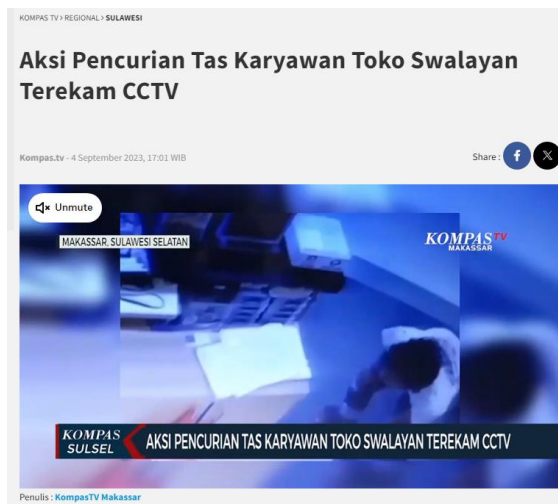 KOMPAS TV > REGIONAL > SULAWESI
Aksi Pencurian Tas Karyawan Toko Swalayan
Terekam CCTV
Kompas.tv - 4 September 2023, 17:01 WIB
Share :
Unmute
MAKASSAR, SULAWESI SELATAN
KOMPAS TV
MAKASSAR
KOMPAS
SULSEL
AKSI PENCURIAN TAS KARYAWAN TOKO SWALAYAN TEREKAM CCTV
Penulis : KompasTV Makassar